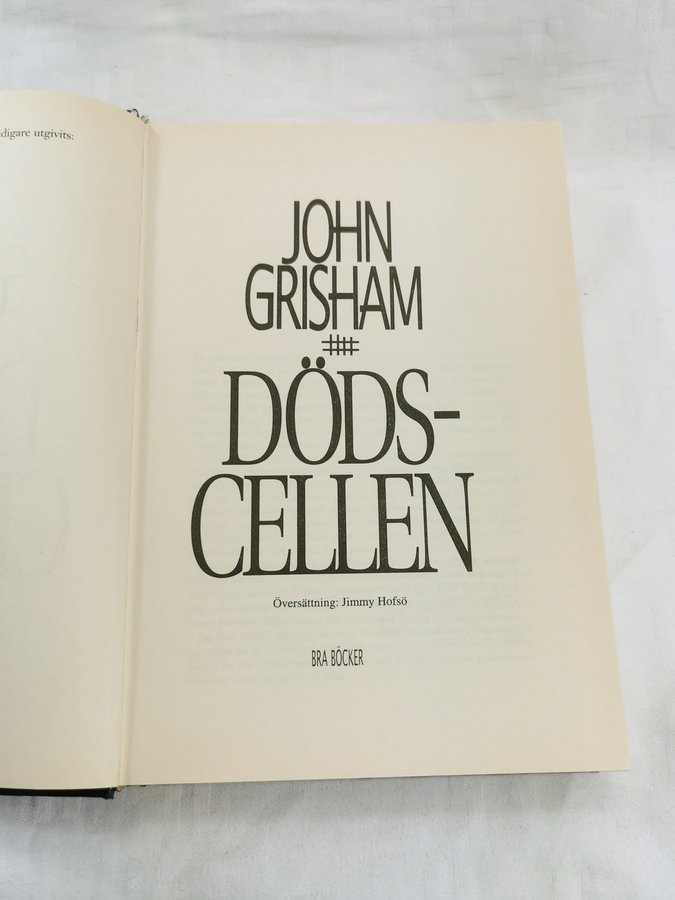 digare utgivits:
JOHN
GRISHAM
DÖDS-
CELLEN
Översättning: Jimmy Hofsö
BRA BÖCKER